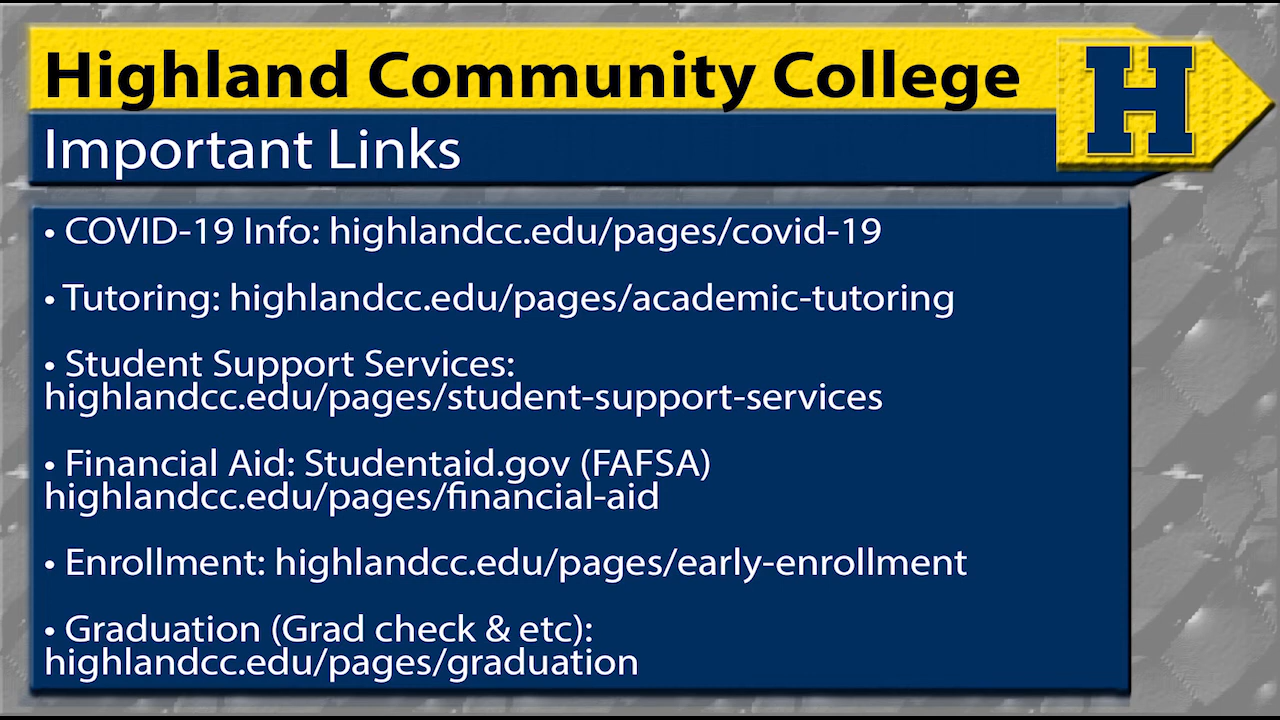 Highland Community College
H
Important Links
• COVID-19 Info: highlandcc.edu/pages/covid-19
• Tutoring: highlandcc.edu/pages/academic-tutoring
• Student Support Services:
highlandcc.edu/pages/student-support-services
• Financial Aid: Studentaid.gov (FAFSA)
highlandcc.edu/pages/financial-aid
• Enrollment: highlandcc.edu/pages/early-enrollment
• Graduation (Grad check & etc):
highlandcc.edu/pages/graduation